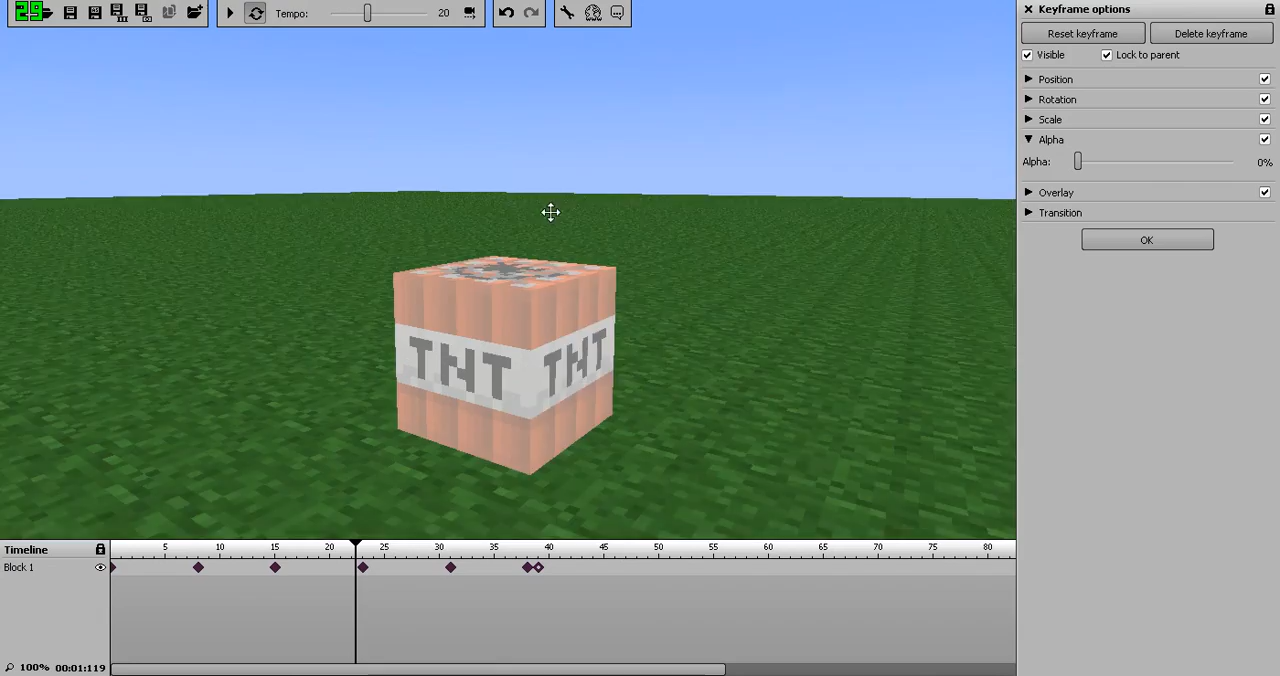 29
Tempo: 20
Keyframe options
Reset keyframe Delete keyframe
Visible Lock to parent
Position
Rotation
Scale
Alpha
Alpha: 0%
Overlay
Transition
OK
TNT TNT
Timeline 5 10 15 20 25 30 35 40 45 50 55 60 65 70 75 80
Block 1
100% 00:01:119